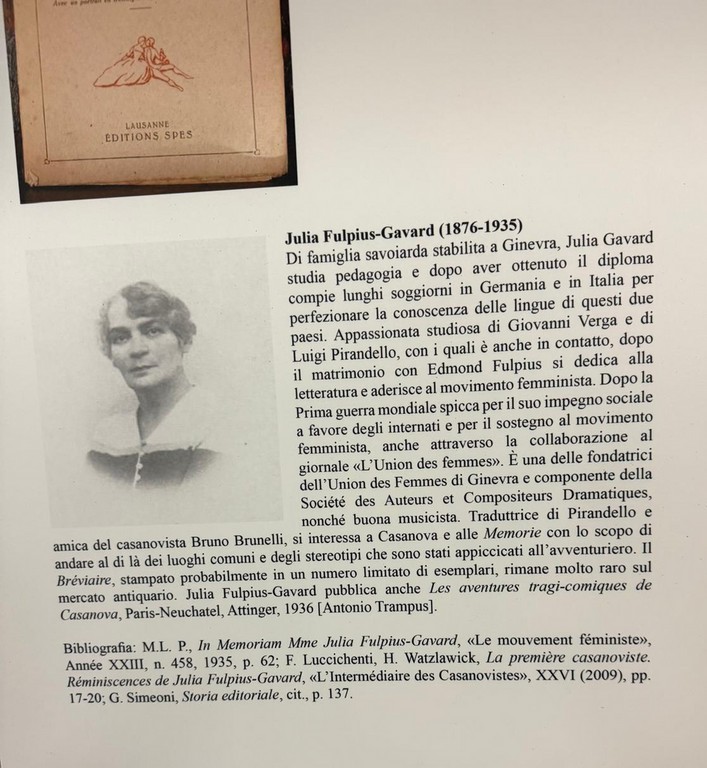 Avec un portrait en
LAUSANNE
ÉDITIONS SPES
Julia Fulpius-Gavard (1876-1935)
Di famiglia savoiarda stabilita a Ginevra, Julia Gavard
studia pedagogia e dopo aver ottenuto il diploma
compie lunghi soggiorni in Germania e in Italia per
perfezionare la conoscenza delle lingue di questi due
paesi. Appassionata studiosa di Giovanni Verga e di
Luigi Pirandello, con i quali è anche in contatto, dopo
il matrimonio con Edmond Fulpius si dedica alla
letteratura e aderisce al movimento femminista. Dopo la
Prima guerra mondiale spicca per il suo impegno sociale
a favore degli internati e per il sostegno al movimento
femminista, anche attraverso la collaborazione al
giornale «L'Union des femmes». È una delle fondatrici
dell'Union des Femmes di Ginevra e componente della
Société des Auteurs et Compositeurs Dramatiques,
nonché buona musicista. Traduttrice di Pirandello e
amica del casanovista Bruno Brunelli, si interessa a Casanova e alle Memorie con lo scopo di
andare al di là dei luoghi comuni e degli stereotipi che sono stati appiccicati all'avventuriero. Il
Bréviaire, stampato probabilmente in un numero limitato di esemplari, rimane molto raro sul
mercato antiquario. Julia Fulpius-Gavard pubblica anche Les aventures tragi-comiques de
Casanova, Paris-Neuchatel, Attinger, 1936 [Antonio Trampus].
Bibliografia: M.L. P., In Memoriam Mme Julia Fulpius-Gavard, «Le mouvement féministe»,
Année XXIII, n. 458, 1935, p. 62; F. Luccichenti, H. Watzlawick, La première casanoviste.
Réminiscences de Julia Fulpius-Gavard, «L'Intermédiaire des Casanovistes», XXVI (2009), pp.
17-20; G. Simeoni, Storia editoriale, cit., p. 137.